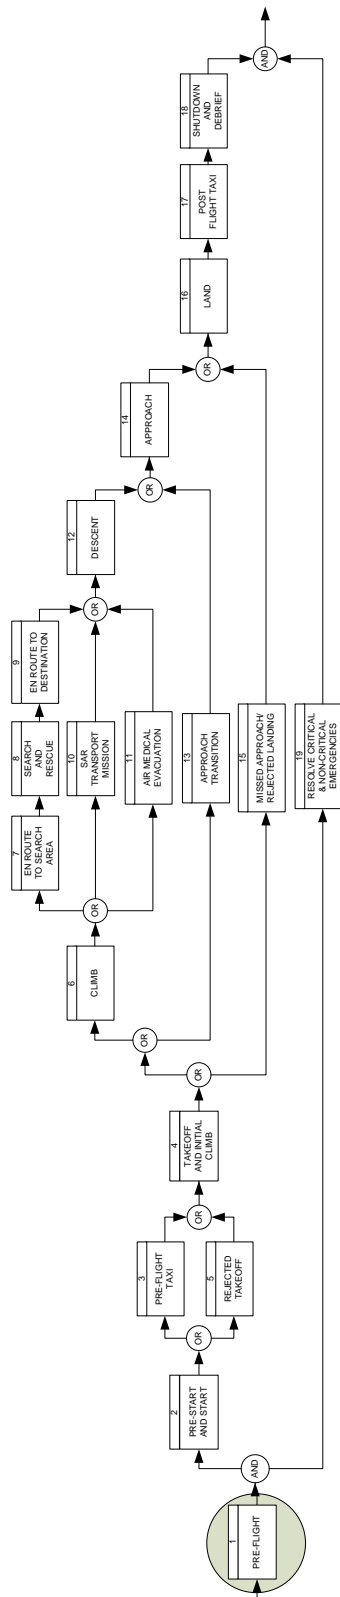 1
PRE-FLIGHT
AND
2
PRE-START
AND START
OR
3
PRE-FLIGHT
TAXI
5
REJECTED
TAKEOFF
OR
4
TAKEOFF
AND INITIAL
CLIMB
OR
OR
6
CLIMB
OR
7
EN ROUTE
TO SEARCH
AREA
8
SEARCH
AND
RESCUE
9
EN ROUTE TO
DESTINATION
10
SAR
TRANSPORT
MISSION
11
AIR MEDICAL
EVACUATION
OR
12
DESCENT
13
APPROACH
TRANSITION
OR
14
APPROACH
15
MISSED APPROACH/
REJECTED LANDING
OR
16
LAND
17
POST
FLIGHT TAXI
18
SHUTDOWN
AND
DEBRIEF
19
RESOLVE CRITICAL
& NON-CRITICAL
EMERGENCIES
AND